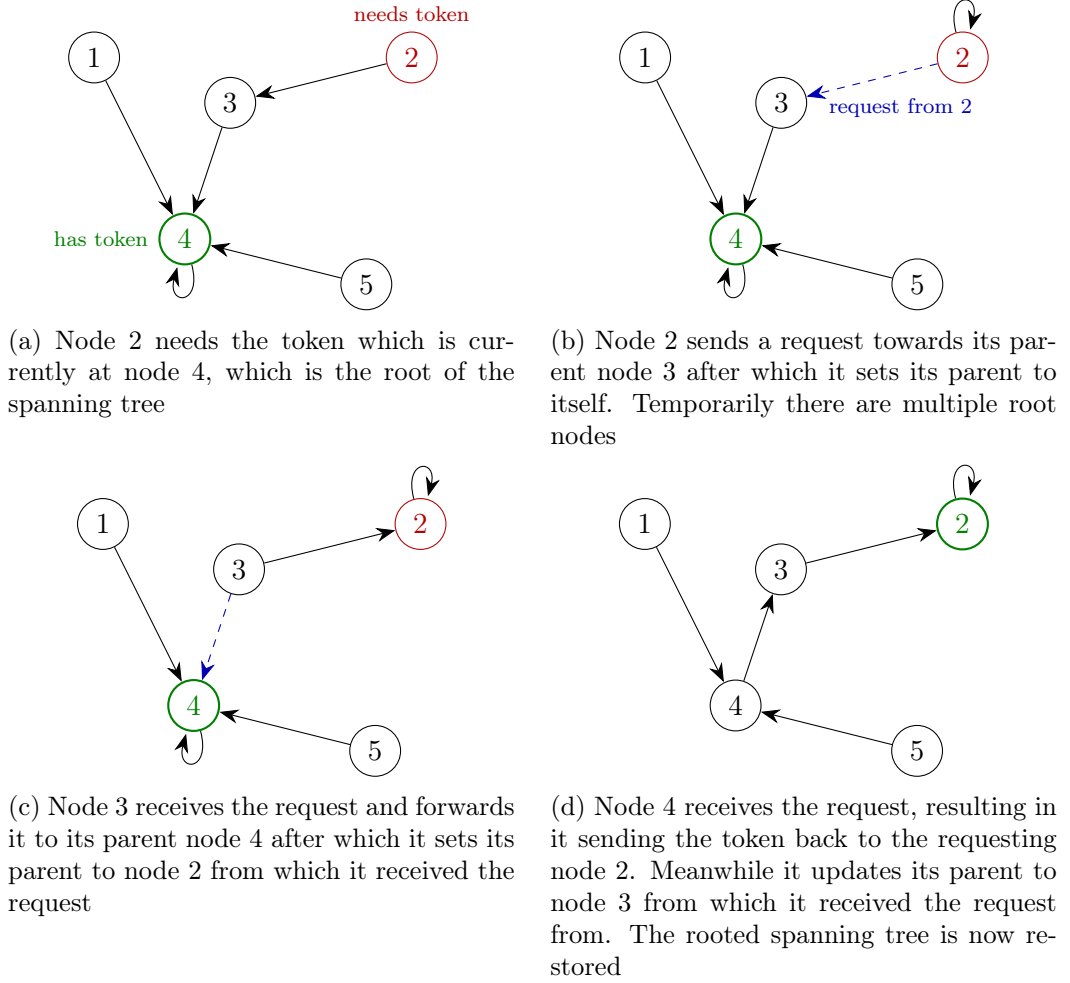 needs token
1
2
3
has token
4
5
(a) Node 2 needs the token which is cur-
rently at node 4, which is the root of the
spanning tree
1
2
3
request from 2
4
5
(b) Node 2 sends a request towards its par-
ent node 3 after which it sets its parent to
itself. Temporarily there are multiple root
nodes
1
2
3
4
5
(c) Node 3 receives the request and forwards
it to its parent node 4 after which it sets its
parent to node 2 from which it received the
request
1
2
3
4
5
(d) Node 4 receives the request, resulting in
it sending the token back to the requesting
node 2. Meanwhile it updates its parent to
node 3 from which it received the request
from. The rooted spanning tree is now re-
stored